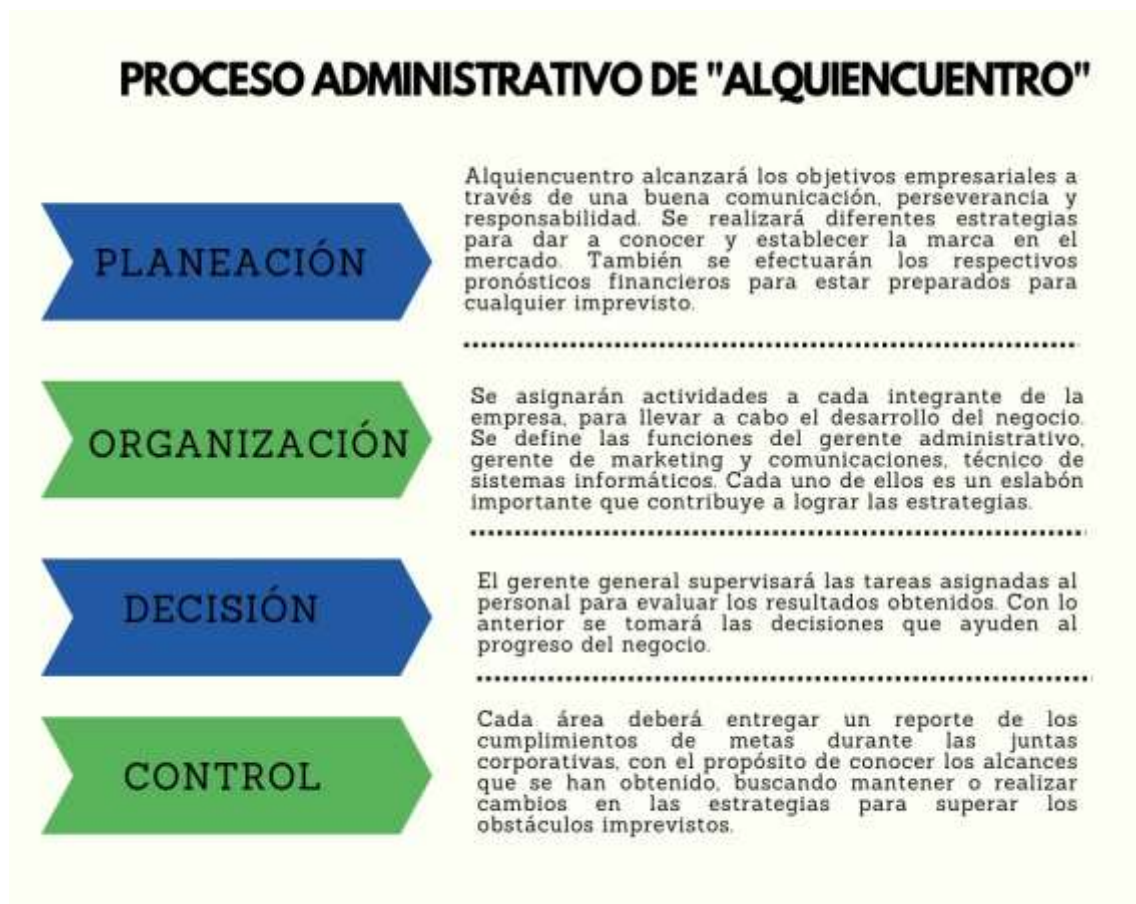 PROCESO ADMINISTRATIVO DE "ALQUIENCUENTRO"
PLANEACIÓN
Alquiencuentro alcanzará los objetivos empresariales a
través de una buena comunicación, perseverancia y
responsabilidad. Se realizará diferentes estrategias
para dar a conocer y establecer la marca en el
mercado. También se efectuarán los respectivos
pronósticos financieros para estar preparados para
cualquier imprevisto.
ORGANIZACIÓN
Se asignarán actividades a cada integrante de la
empresa, para llevar a cabo el desarrollo del negocio.
Se define las funciones del gerente administrativo,
gerente de marketing y comunicaciones, técnico de
sistemas informáticos. Cada uno de ellos es un eslabón
importante que contribuye a lograr las estrategias.
DECISIÓN
El gerente general supervisará las tareas asignadas al
personal para evaluar los resultados obtenidos. Con lo
anterior se tomará las decisiones que ayuden al
progreso del negocio.
CONTROL
Cada área deberá entregar un reporte de los
cumplimientos de metas durante las juntas
corporativas, con el propósito de conocer los alcances
que se han obtenido, buscando mantener o realizar
cambios en las estrategias para superar los
obstáculos imprevistos.